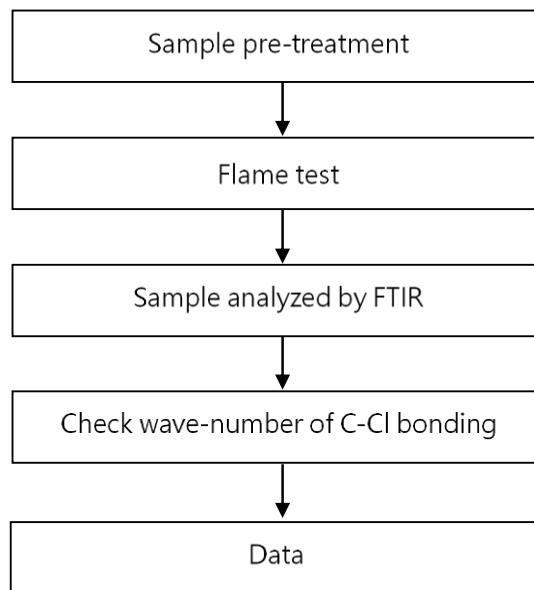 Sample pre-treatment
Flame test
Sample analyzed by FTIR
Check wave-number of C-Cl bonding
Data